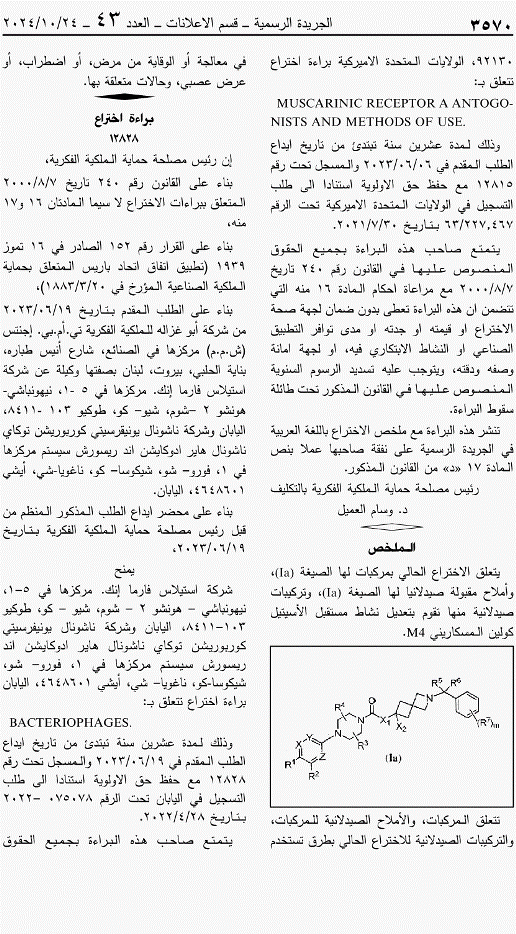 ٣٥٧٠ الجريدة الرسمية – قسم الاعلانات – العدد ٤٣ – ٢٠٢٤/١٠/٢٤
٩٢١٣٠، الولايات المتحدة الاميركية براءة اختراع
تتعلق بـ:
MUSCARINIC RECEPTOR A ANTOGO-
NISTS AND METHODS OF USE.
وذلك لمدة عشرين سنة تبتدئ من تاريخ ايداع
الطلب المقدم في ٢٠٢٣/٠٦/٠٦ والمسجل تحت رقم
١٢٨١٥ مع حفظ حق الاولوية استنادا الى طلب
التسجيل في الولايات المتحدة الاميركية تحت الرقم
٦٣/٢٢٧,٤٦٧ بتاريخ ٢٠٢١/٧/٣٠.
يتمتع صاحب هذه البراءة بجميع الحقوق
المنصوص عليها في القانون رقم ٢٤٠ تاريخ
٢٠٠٠/٨/٧ مع مراعاة احكام المادة ١٦ منه التي
تتضمن ان هذه البراءة تعطى بدون ضمان لجهة صحة
الاختراع او قيمته او جدته او مدى توافر التطبيق
الصناعي او النشاط الابتكاري فيه، او لجهة امانة
وصفه ودقته، ويتوجب عليه تسديد الرسوم السنوية
المنصوص عليها في القانون المذكور تحت طائلة
سقوط البراءة.
تنشر هذه البراءة مع ملخص الاختراع باللغة العربية
في الجريدة الرسمية على نفقة صاحبها عملا بنص
المادة ١٧ «د» من القانون المذكور.
رئيس مصلحة حماية الملكية الفكرية بالتكليف
د. وسام العميل
الملخص
يتعلق الاختراع الحالي بمركبات لها الصيغة (Ia)،
وأملاح مقبولة صيدلانيا لها الصيغة (Ia)، وتركيبات
صيدلانية منها تقوم بتعديل نشاط مستقبل الأسيتيل
كولين المسكاريني M4.
R5 R6
R4 O
N N X1 X2 N (R7)m
X Y Z R3
R1 R2 (Ia)
تتعلق المركبات، والأملاح الصيدلانية للمركبات،
والتركيبات الصيدلانية للاختراع الحالي بطرق تستخدم
في معالجة أو الوقاية من مرض، أو اضطراب، أو
عرض عصبي، وحالات متعلقة بها.
براءة اختراع
١٢٨٢٨
إن رئيس مصلحة حماية الملكية الفكرية،
بناء على القانون رقم ٢٤٠ تاريخ ٢٠٠٠/٨/٧
المتعلق ببراءات الاختراع لا سيما المادتان ١٦ و١٧
منه،
بناء على القرار رقم ١٥٢ الصادر في ١٦ تموز
١٩٣٩ (تطبيق اتفاق اتحاد باريس المتعلق بحماية
الملكية الصناعية المؤرخ في ١٨٨٣/٣/٢٠)،
بناء على الطلب المقدم بتاريخ ٢٠٢٣/٠٦/١٩
من شركة أبو غزاله للملكية الفكرية تي.أم.بي. إجنتس
(ش.م.م) مركزها في الصنائع، شارع أنيس طباره،
بناية الحلبي، بيروت، لبنان بصفتها وكيلة عن شركة
استيلاس فارما إنك. مركزها في ٥ -١، نيهونباشي-
هونشو ٢ –شوم، شيو– كو، طوكيو ١٠٣ -٨٤١١،
اليابان وشركة ناشونال يونيفرسيتي كوربوريشن توكاي
ناشونال هاير ادوكايشن اند ريسورش سيستم مركزها
في ١، فورو– شو، شيكوسا– كو، ناغويا-شي، أيشي
٤٦٤٨٦٠١، اليابان.
بناء على محضر ايداع الطلب المذكور المنظم من
قبل رئيس مصلحة حماية الملكية الفكرية بتاريخ
٢٠٢٣/٠٦/١٩،
يمنح
شركة استيلاس فارما إنك. مركزها في ٥-١،
نيهونباشي – هونشو ٢ – شوم، شيو – كو، طوكيو
١٠٣-٨٤١١، اليابان وشركة ناشونال يونيفرسيتي
كوربوريشن توكاي ناشونال هاير ادوكايشن اند
ريسورش سيستم مركزها في ١، فورو– شو،
شيكوسا-كو، ناغويا– شي، أيشي ٤٦٤٨٦٠١، اليابان
براءة اختراع تتعلق بـ:
BACTERIOPHAGES.
وذلك لمدة عشرين سنة تبتدئ من تاريخ ايداع
الطلب المقدم في ٢٠٢٣/٠٦/١٩ والمسجل تحت رقم
١٢٨٢٨ مع حفظ حق الاولوية استنادا الى طلب
التسجيل في اليابان تحت الرقم ٠٧٥٠٧٨ –٢٠٢٢
بتاريخ ٢٠٢٢/٤/٢٨.
يتمتع صاحب هذه البراءة بجميع الحقوق